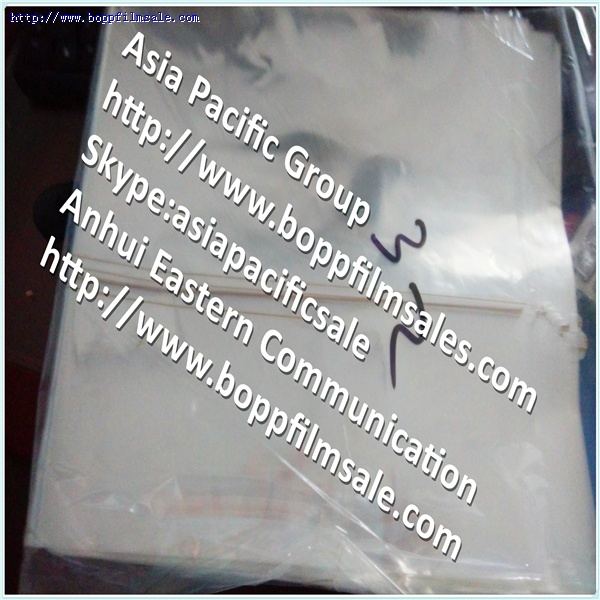 http://www.boppfilmsale.com
Asia Pacific Group
http://www.boppfilmsales.com
Skype:asiapacificsale
Anhui Eastern Communication
http://www.boppfilmsale.com